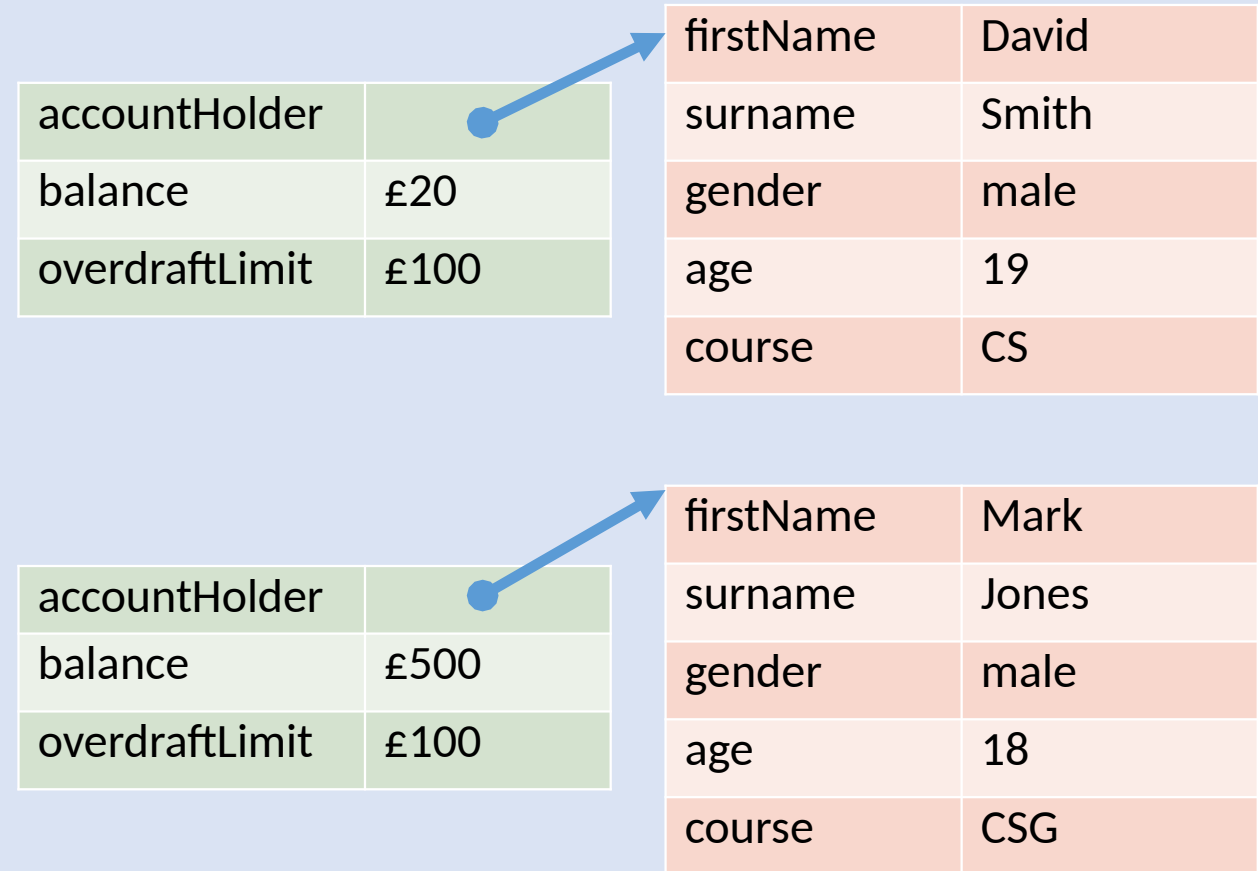 accountHolder
balance £20
overdraftLimit £100
firstName David
surname Smith
gender male
age 19
course CS
accountHolder
balance £500
overdraftLimit £100
firstName Mark
surname Jones
gender male
age 18
course CSG